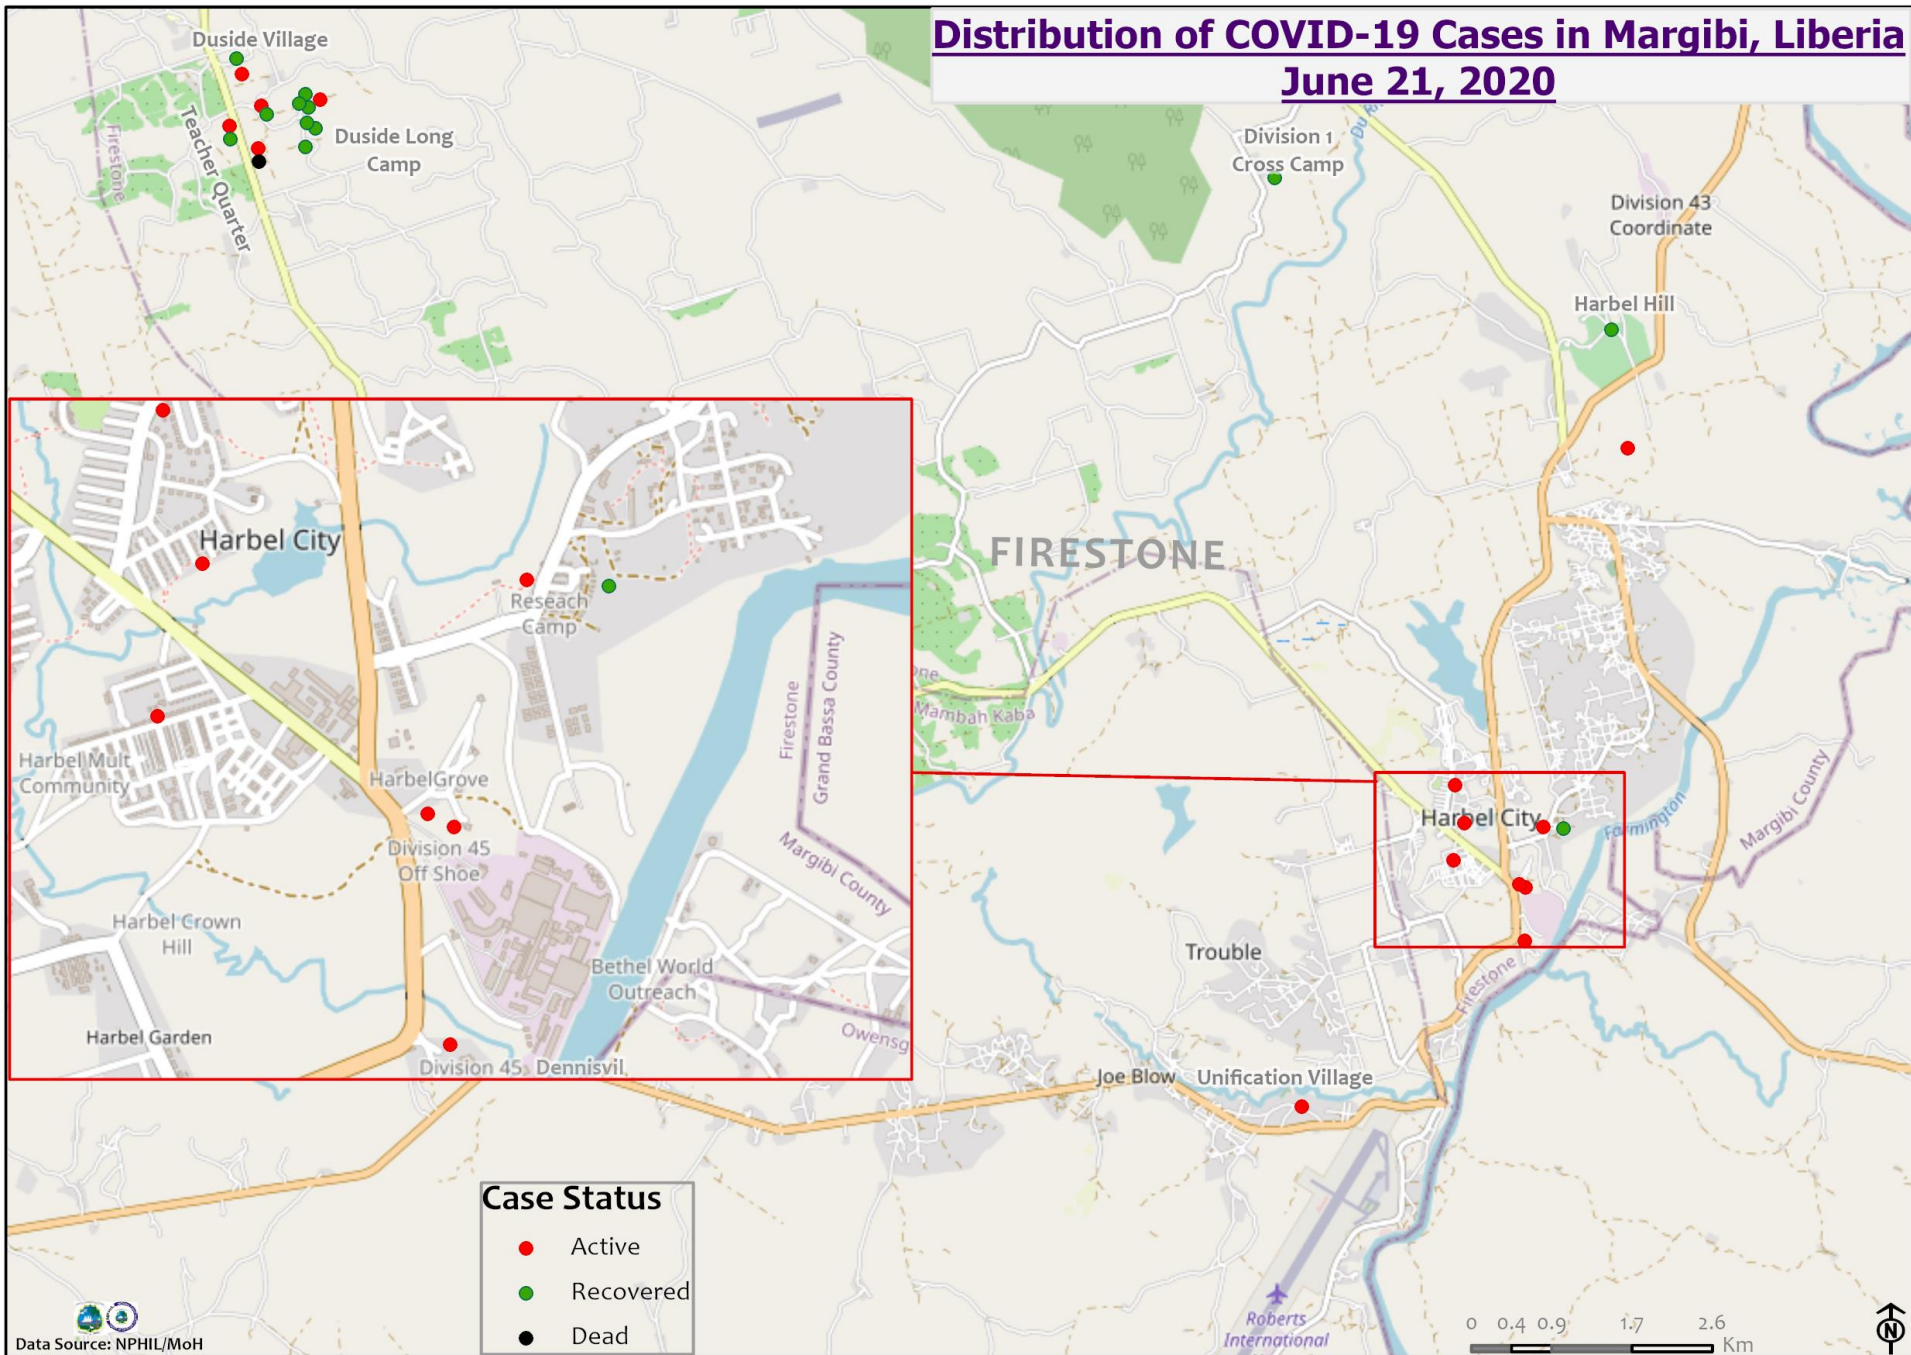 Distribution of COVID-19 Cases in Margibi, Liberia
June 21, 2020
Duside Village
Firestone
Teacher Quarter
Duside Long
Camp
Division 1
Cross Camp
Division 43
Coordinate
Harbel Hill
FIRESTONE
Mambah Kaba
Harbel City
Reseach
Camp
Harbel Mult
Community
HarbelGrove
Division 45
Off Shoe
Firestone
Grand Bassa County
Margibi County
Harbel Crown
Hill
Bethel World
Outreach
Harbel Garden
Owensg
Division 45
Dennisvil
Harbel City
Farmington
Margibi County
Trouble
Firestone
Joe Blow
Unification Village
Roberts
International
Case Status
Active
Recovered
Dead
Data Source: NPHIL/MoH
0 0.4 0.9 1.7 2.6
Km
N